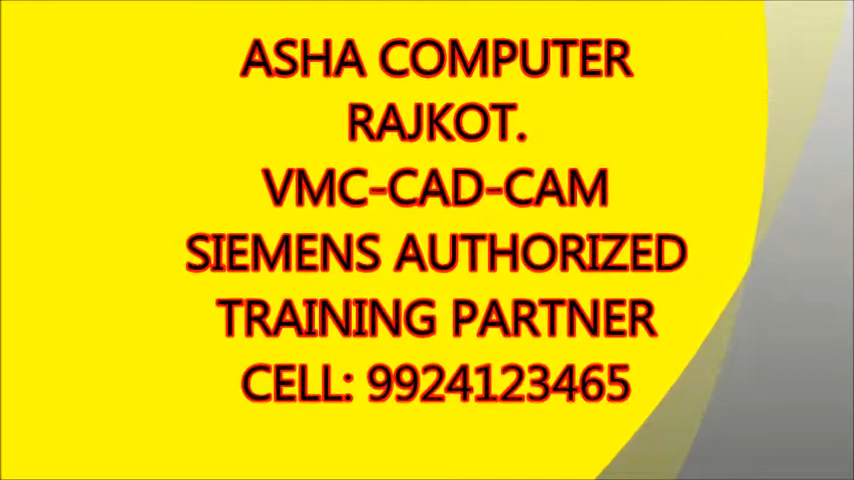 ASHA COMPUTER
RAJKOT.
VMC-CAD-CAM
SIEMENS AUTHORIZED
TRAINING PARTNER
CELL: 9924123465